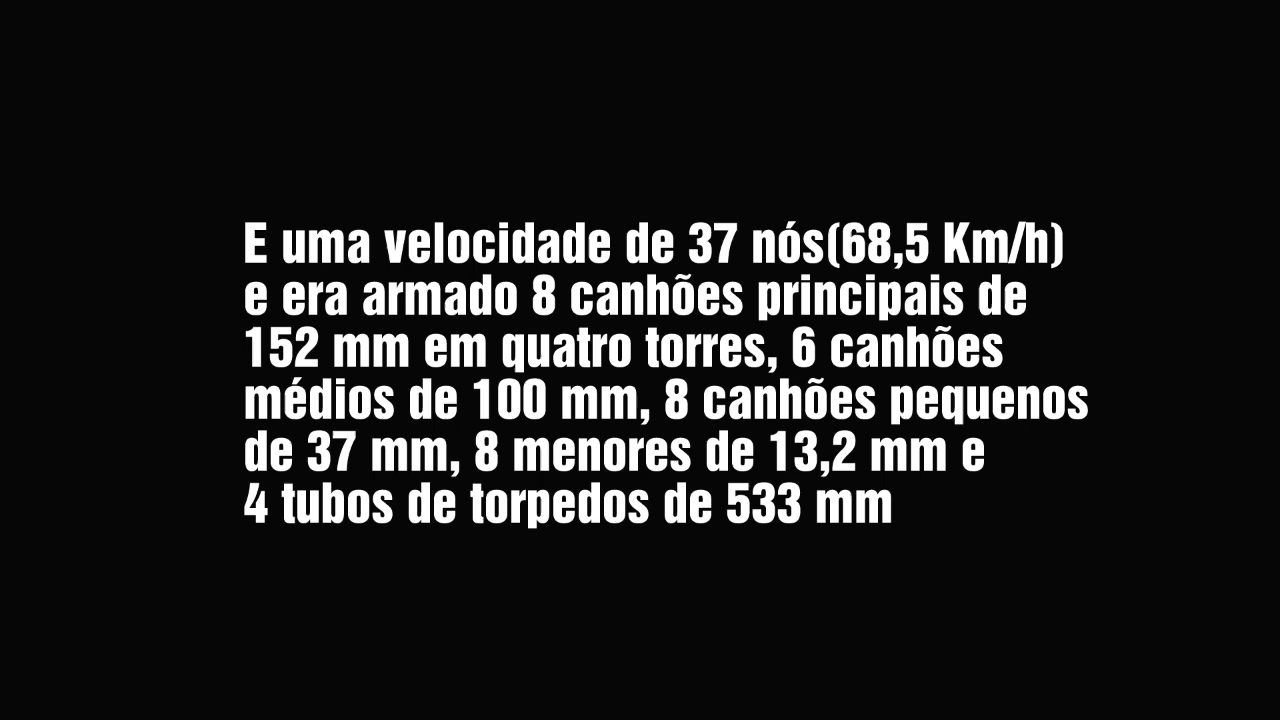 E uma velocidade de 37 nós(68,5 Km/h)
e era armado 8 canhões principais de
152 mm em quatro torres, 6 canhões
médios de 100 mm, 8 canhões pequenos
de 37 mm, 8 menores de 13,2 mm e
4 tubos de torpedos de 533 mm